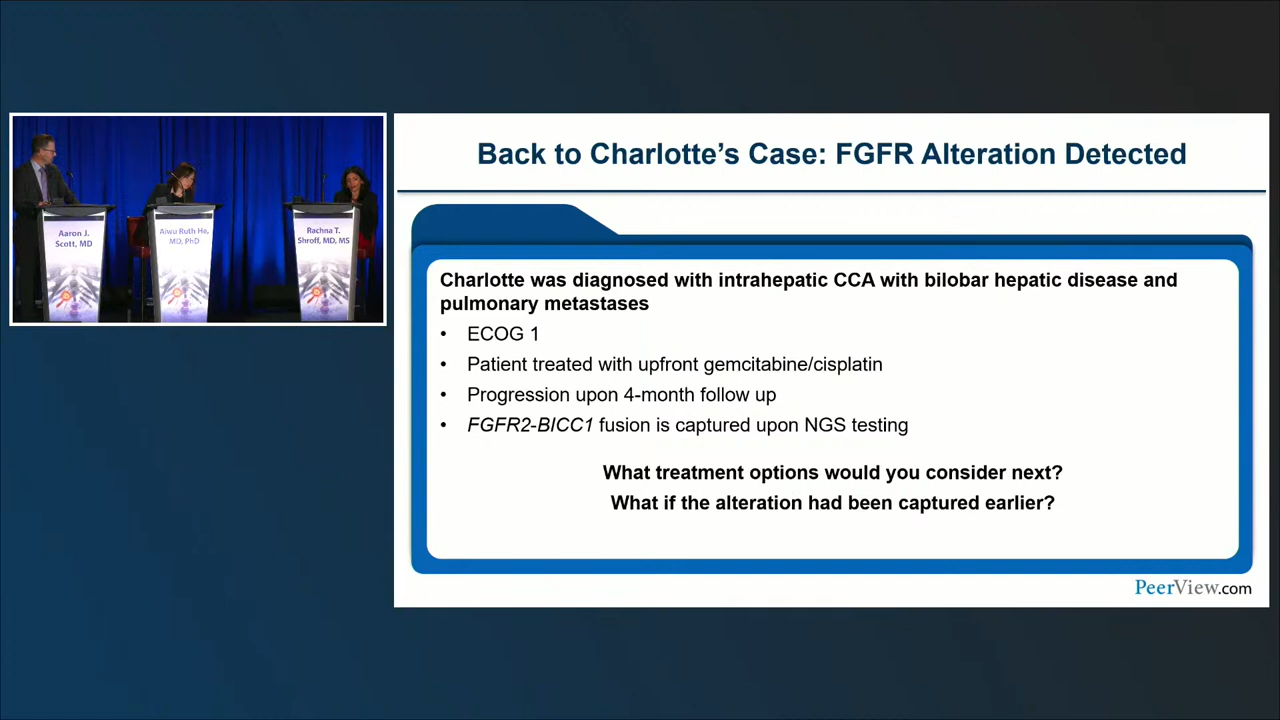 Aaron J.
Scott, MD
Aiwu Ruth He,
MD, PhD
Rachna T.
Shroff, MD, MS
Back to Charlotte's Case: FGFR Alteration Detected
Charlotte was diagnosed with intrahepatic CCA with bilobar hepatic disease and
pulmonary metastases
• ECOG 1
• Patient treated with upfront gemcitabine/cisplatin
• Progression upon 4-month follow up
• FGFR2-BICC1 fusion is captured upon NGS testing
What treatment options would you consider next?
What if the alteration had been captured earlier?
PeerView.com